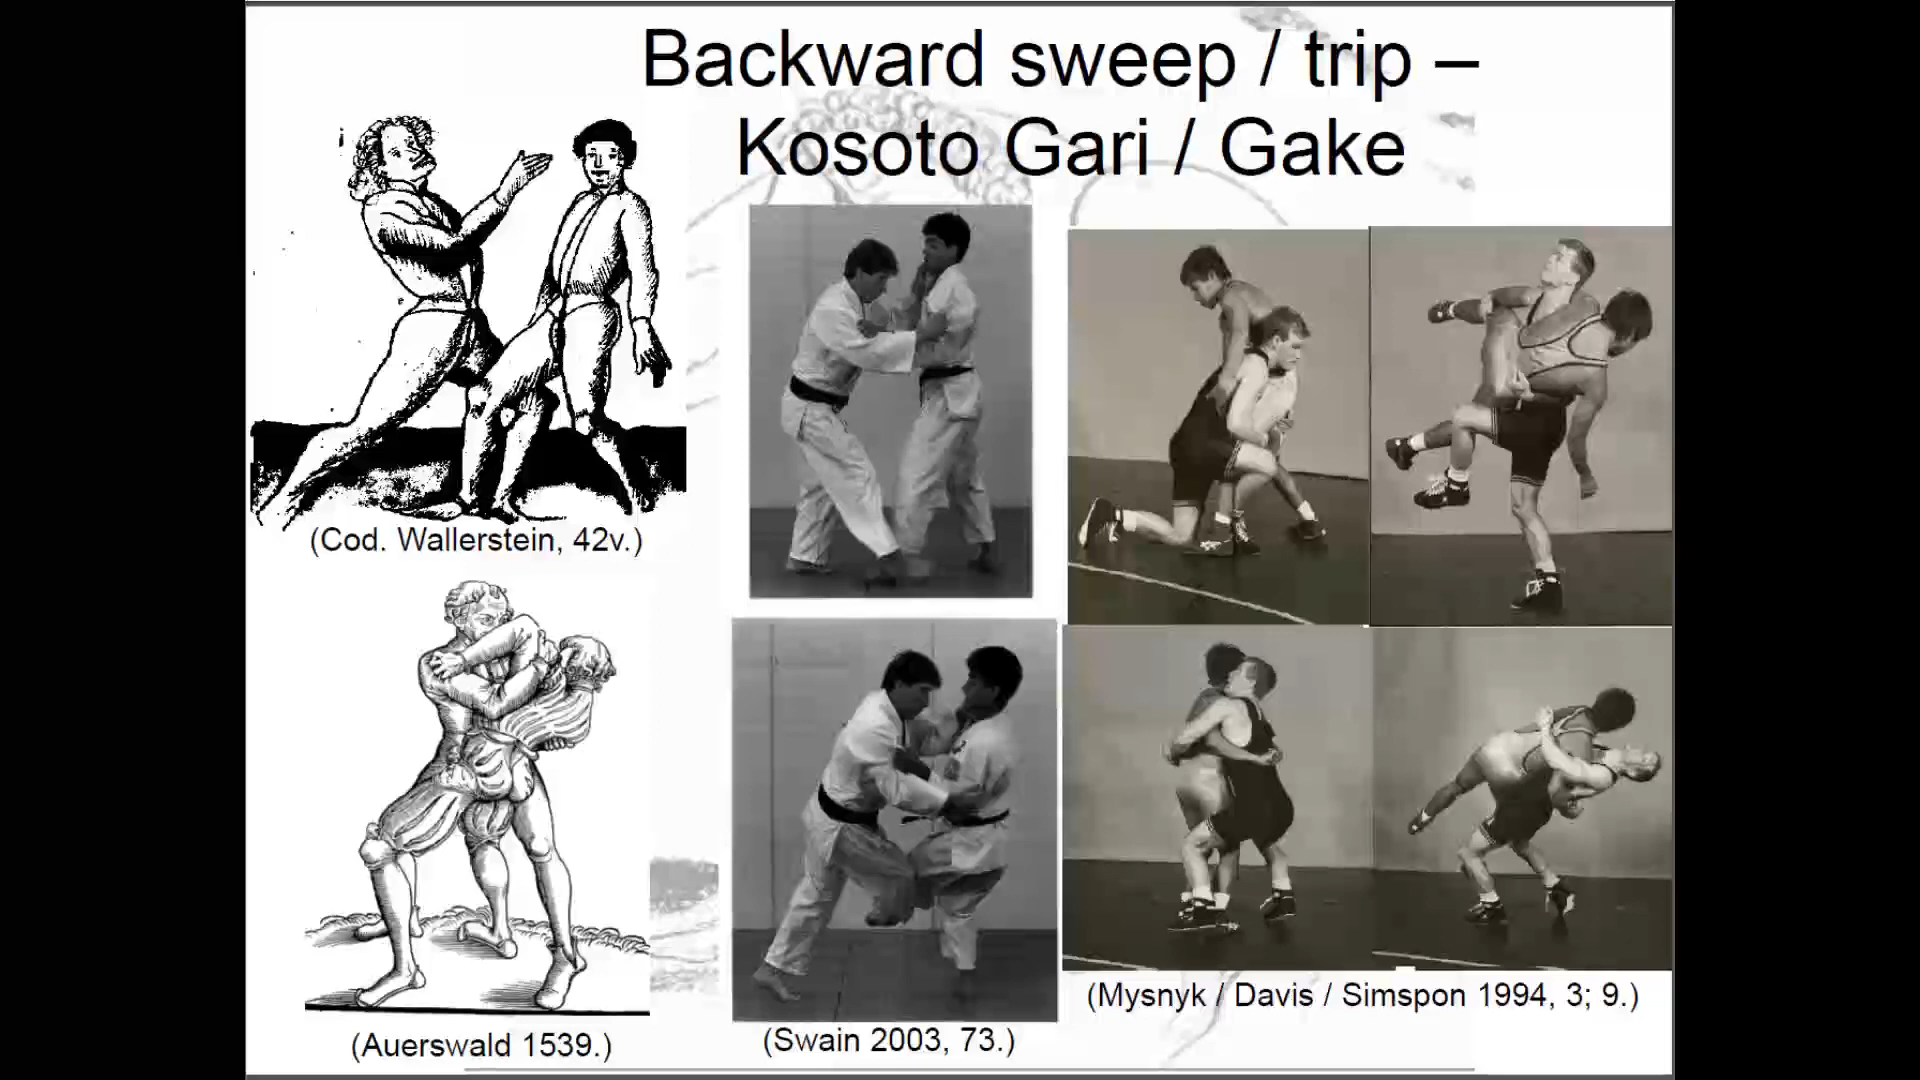 Backward sweep / trip –
Kosoto Gari / Gake
(Cod. Wallerstein, 42v.)
(Auerswald 1539.)
(Swain 2003, 73.)
(Mysnyk / Davis / Simspon 1994, 3; 9.)